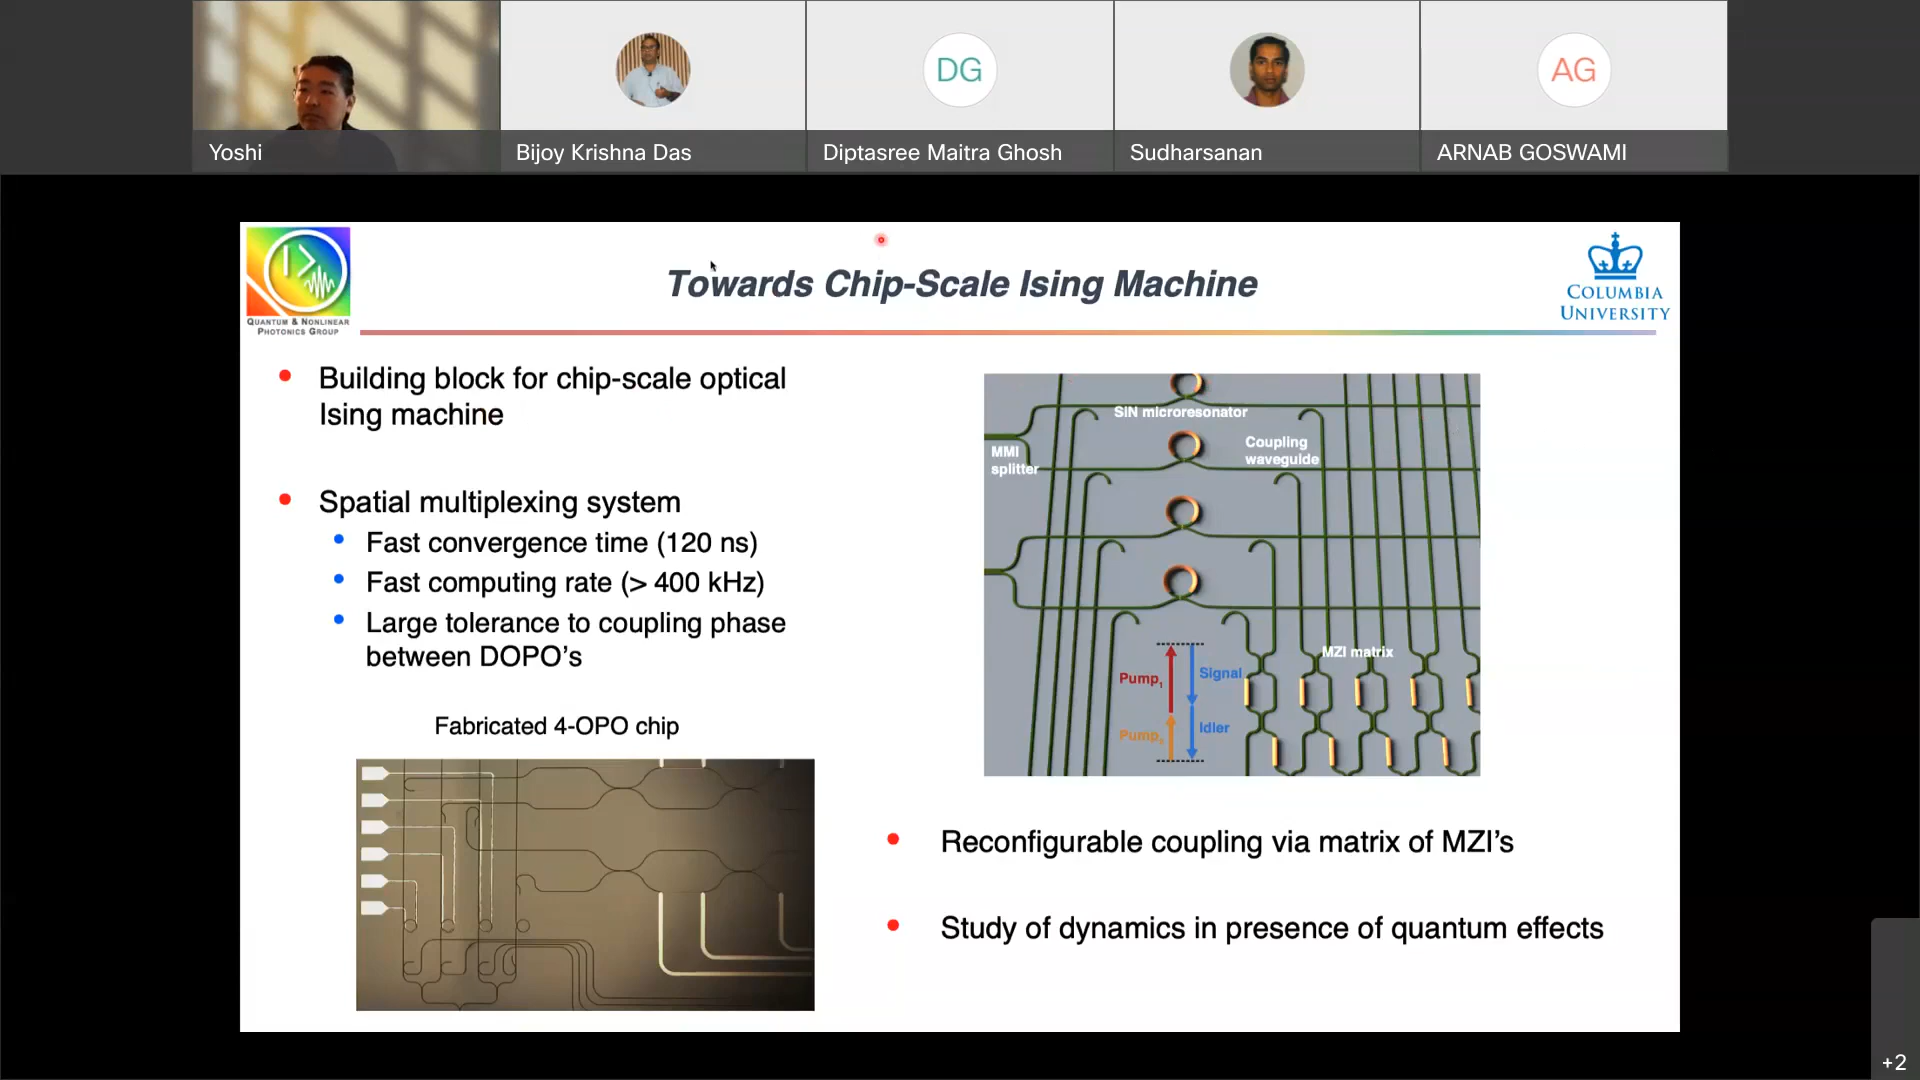 DG
AG
Yoshi
Bijoy Krishna Das
Diptasree Maitra Ghosh
Sudharsanan
ARNAB GOSWAMI
QUANTUM & NONLINEAR
PHOTONICS GROUP
Towards Chip-Scale Ising Machine
COLUMBIA
UNIVERSITY
Building block for chip-scale optical
Ising machine
Spatial multiplexing system
Fast convergence time (120 ns)
Fast computing rate (> 400 kHz)
Large tolerance to coupling phase
between DOPO's
Fabricated 4-OPO chip
SiN microresonator
MMI
splitter
Coupling
waveguide
MZI matrix
Pump₁
Signal
Pump₂
Idler
Reconfigurable coupling via matrix of MZI's
Study of dynamics in presence of quantum effects
+2